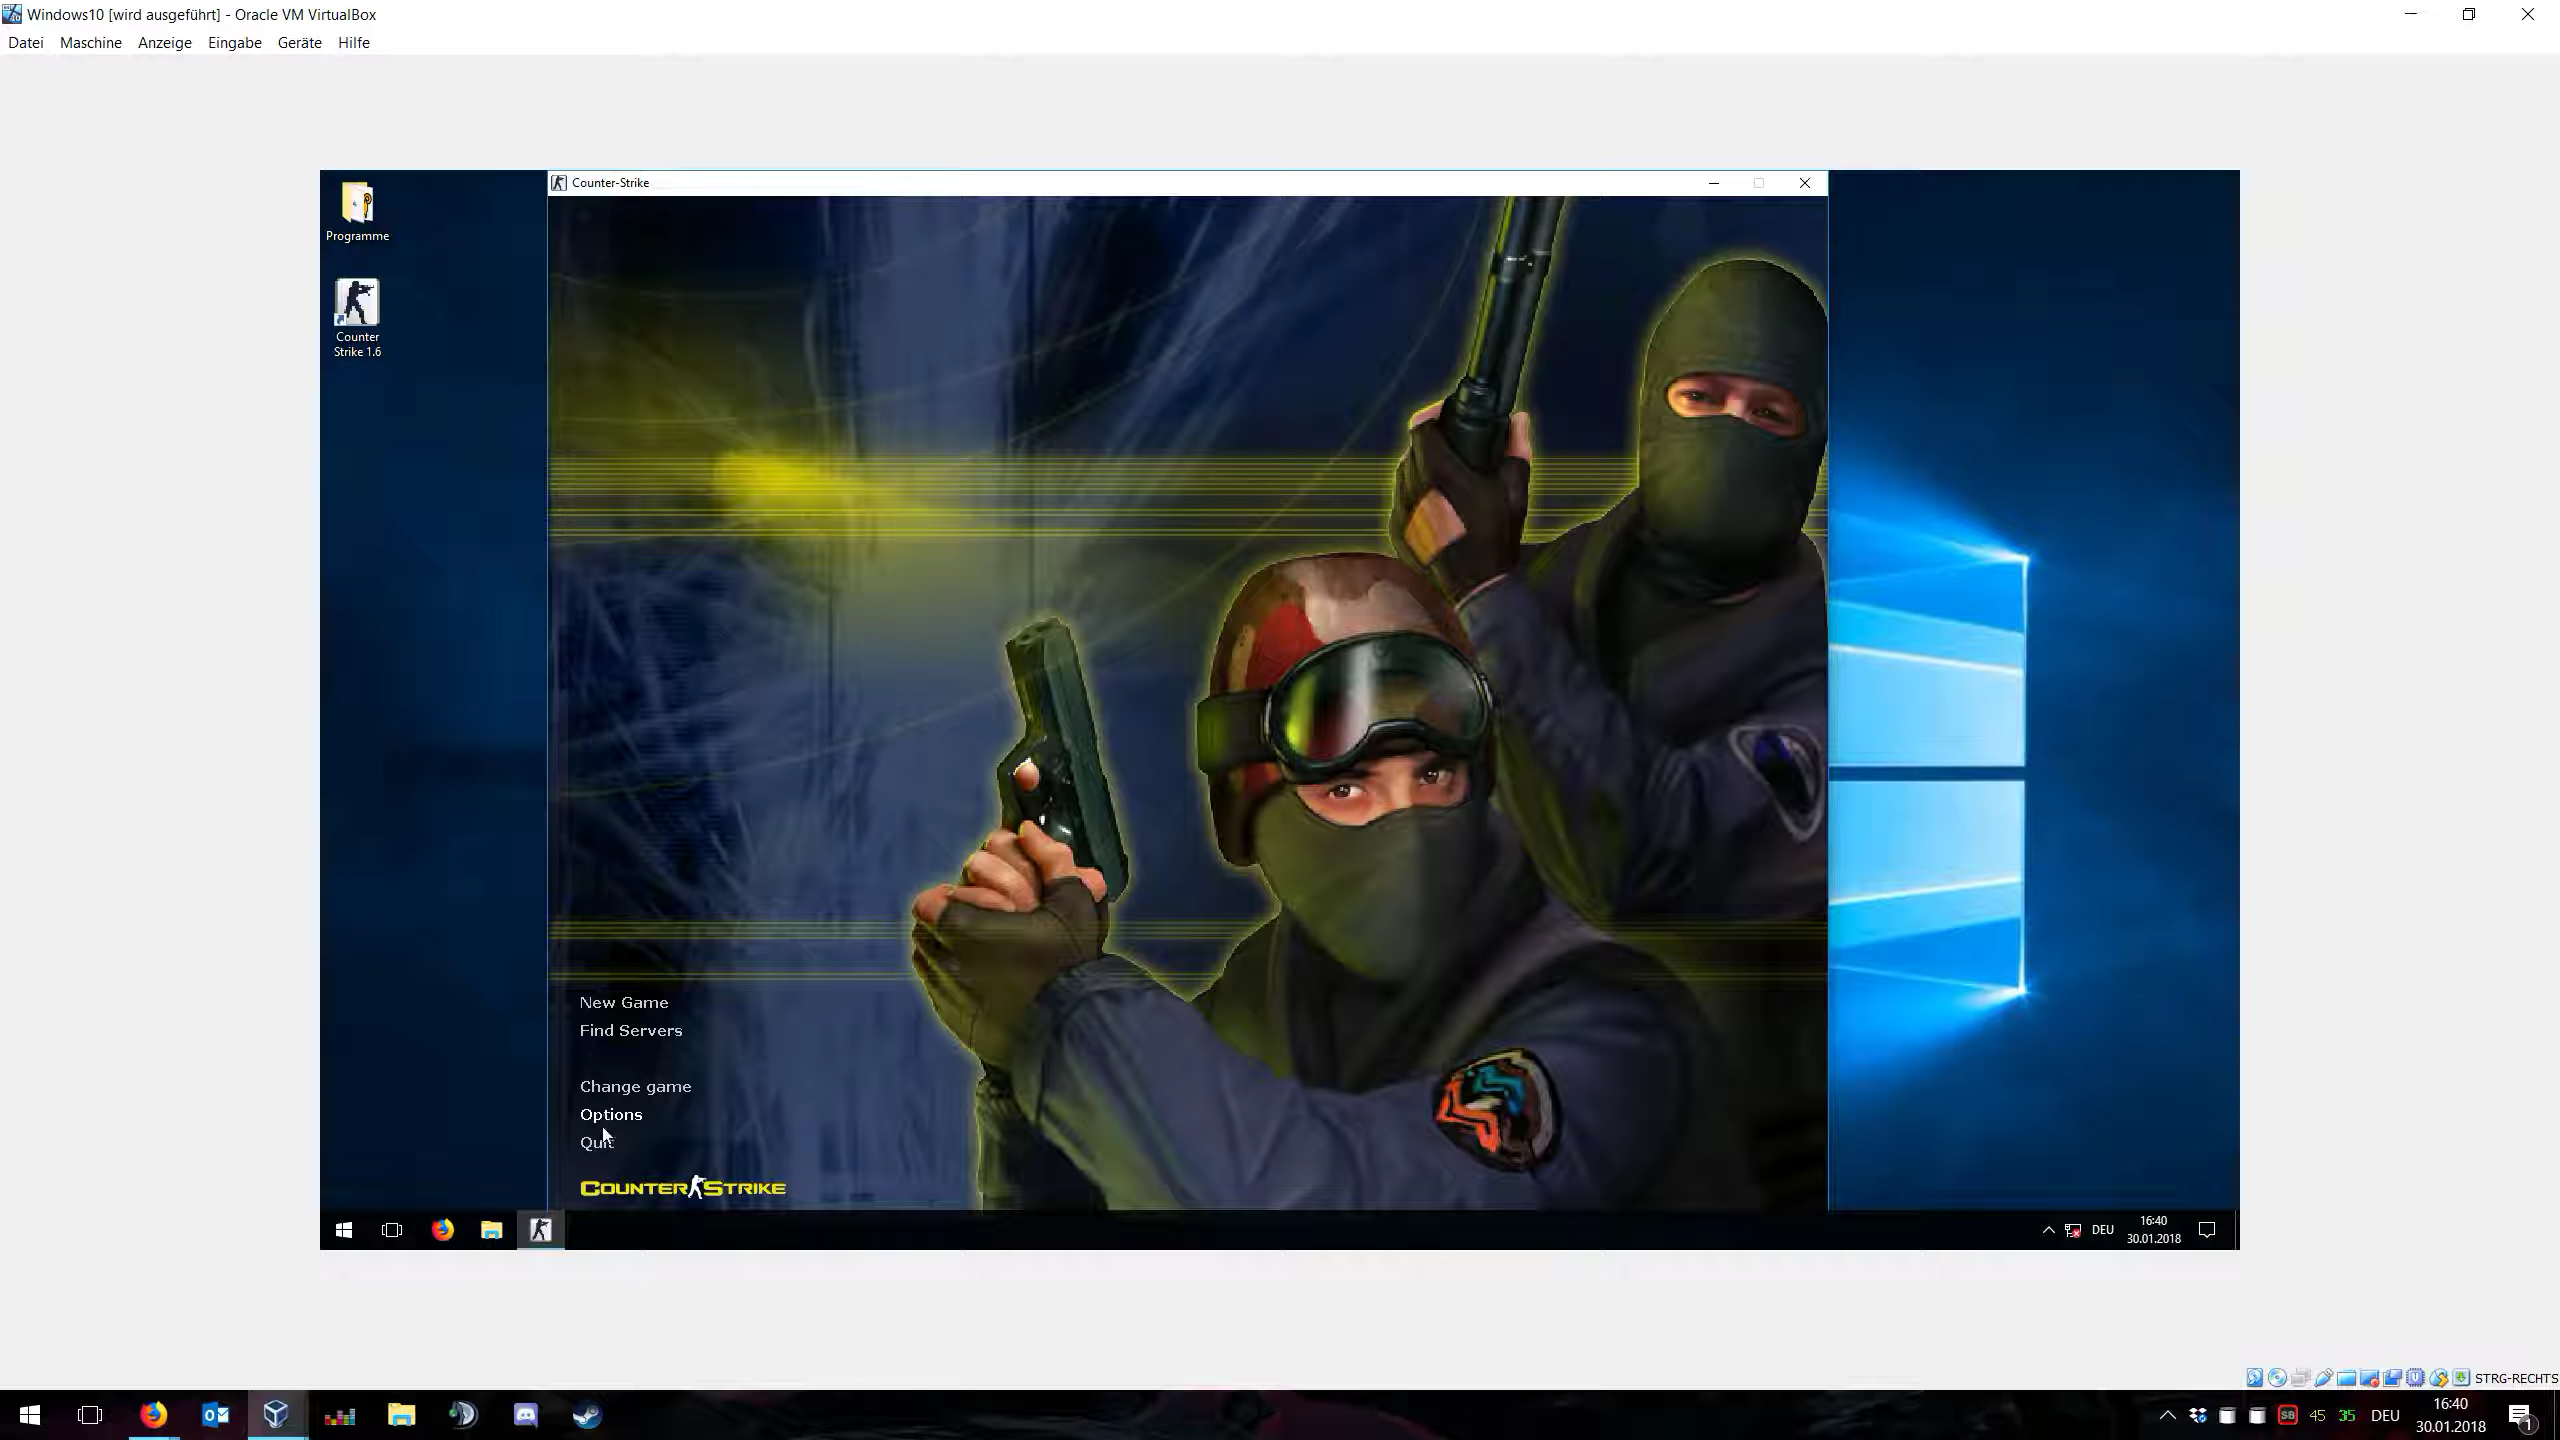 Windows10 [wird ausgeführt] - Oracle VM VirtualBox
Datei Maschine Anzeige Eingabe Geräte Hilfe
Counter-Strike
Programme
Counter
Strike 1.6
New Game
Find Servers
Change game
Options
Quit
COUNTER STRIKE
DEU
16:40
30.01.2018
STRG-RECHTS
SB 45 35 DEU
16:40
30.01.2018
1